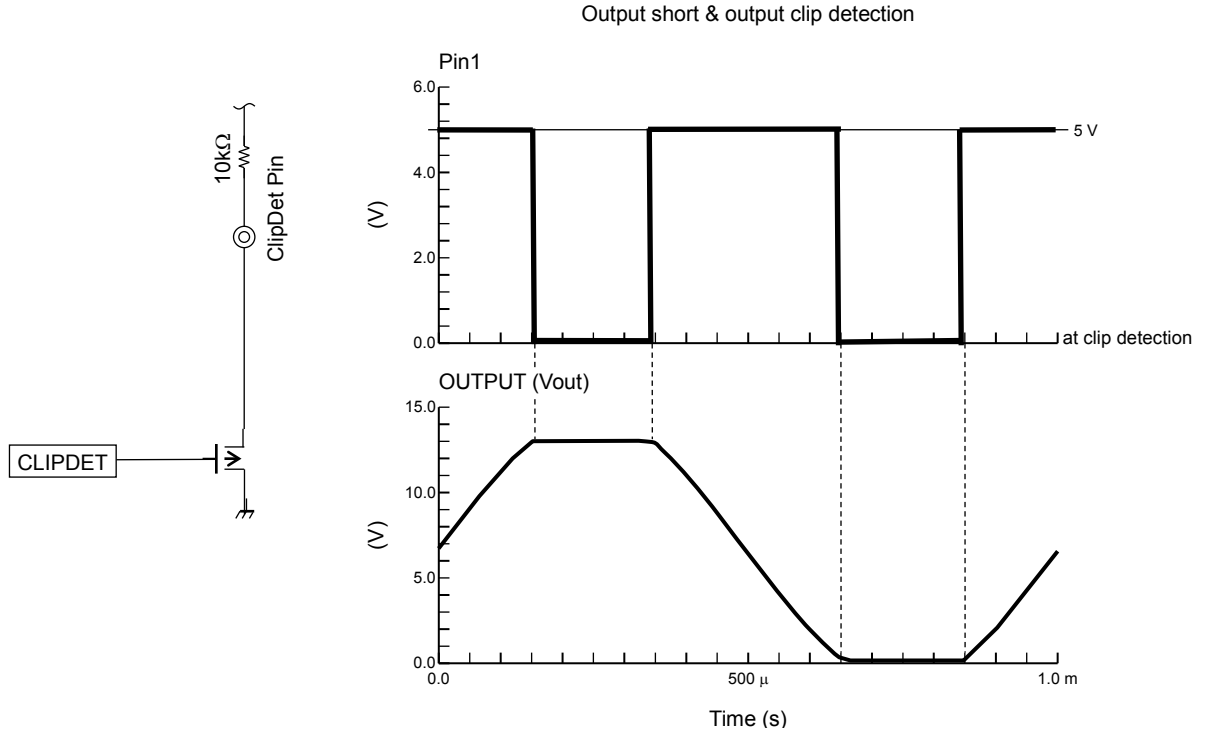 Output short & output clip detection
10kΩ
ClipDet Pin
CLIPDET
Pin1
6.0
4.0
2.0
0.0
(V)
5 V
at clip detection
OUTPUT (Vout)
15.0
10.0
5.0
0.0
(V)
0.0
500 μ
1.0 m
Time (s)